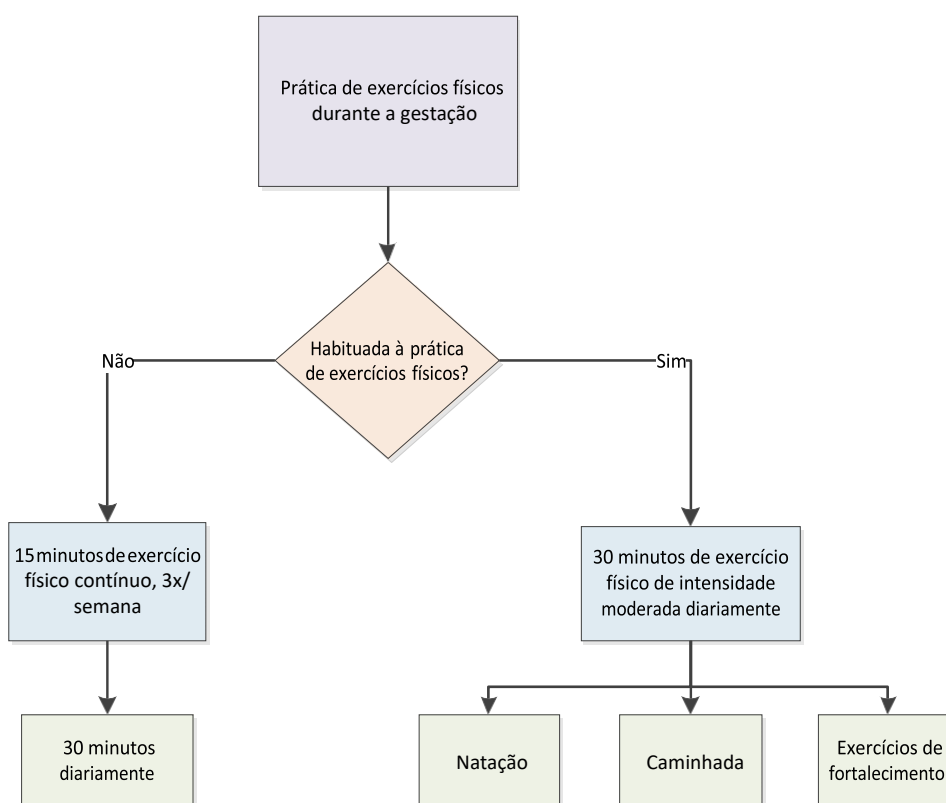 Prática de exercícios físicos
durante a gestação
Habituada à prática
de exercícios físicos?
Não
Sim
15 minutos de exercício
físico contínuo, 3x/
semana
30 minutos de exercício
físico de intensidade
moderada diariamente
30 minutos
diariamente
Natação
Caminhada
Exercícios de
fortalecimento